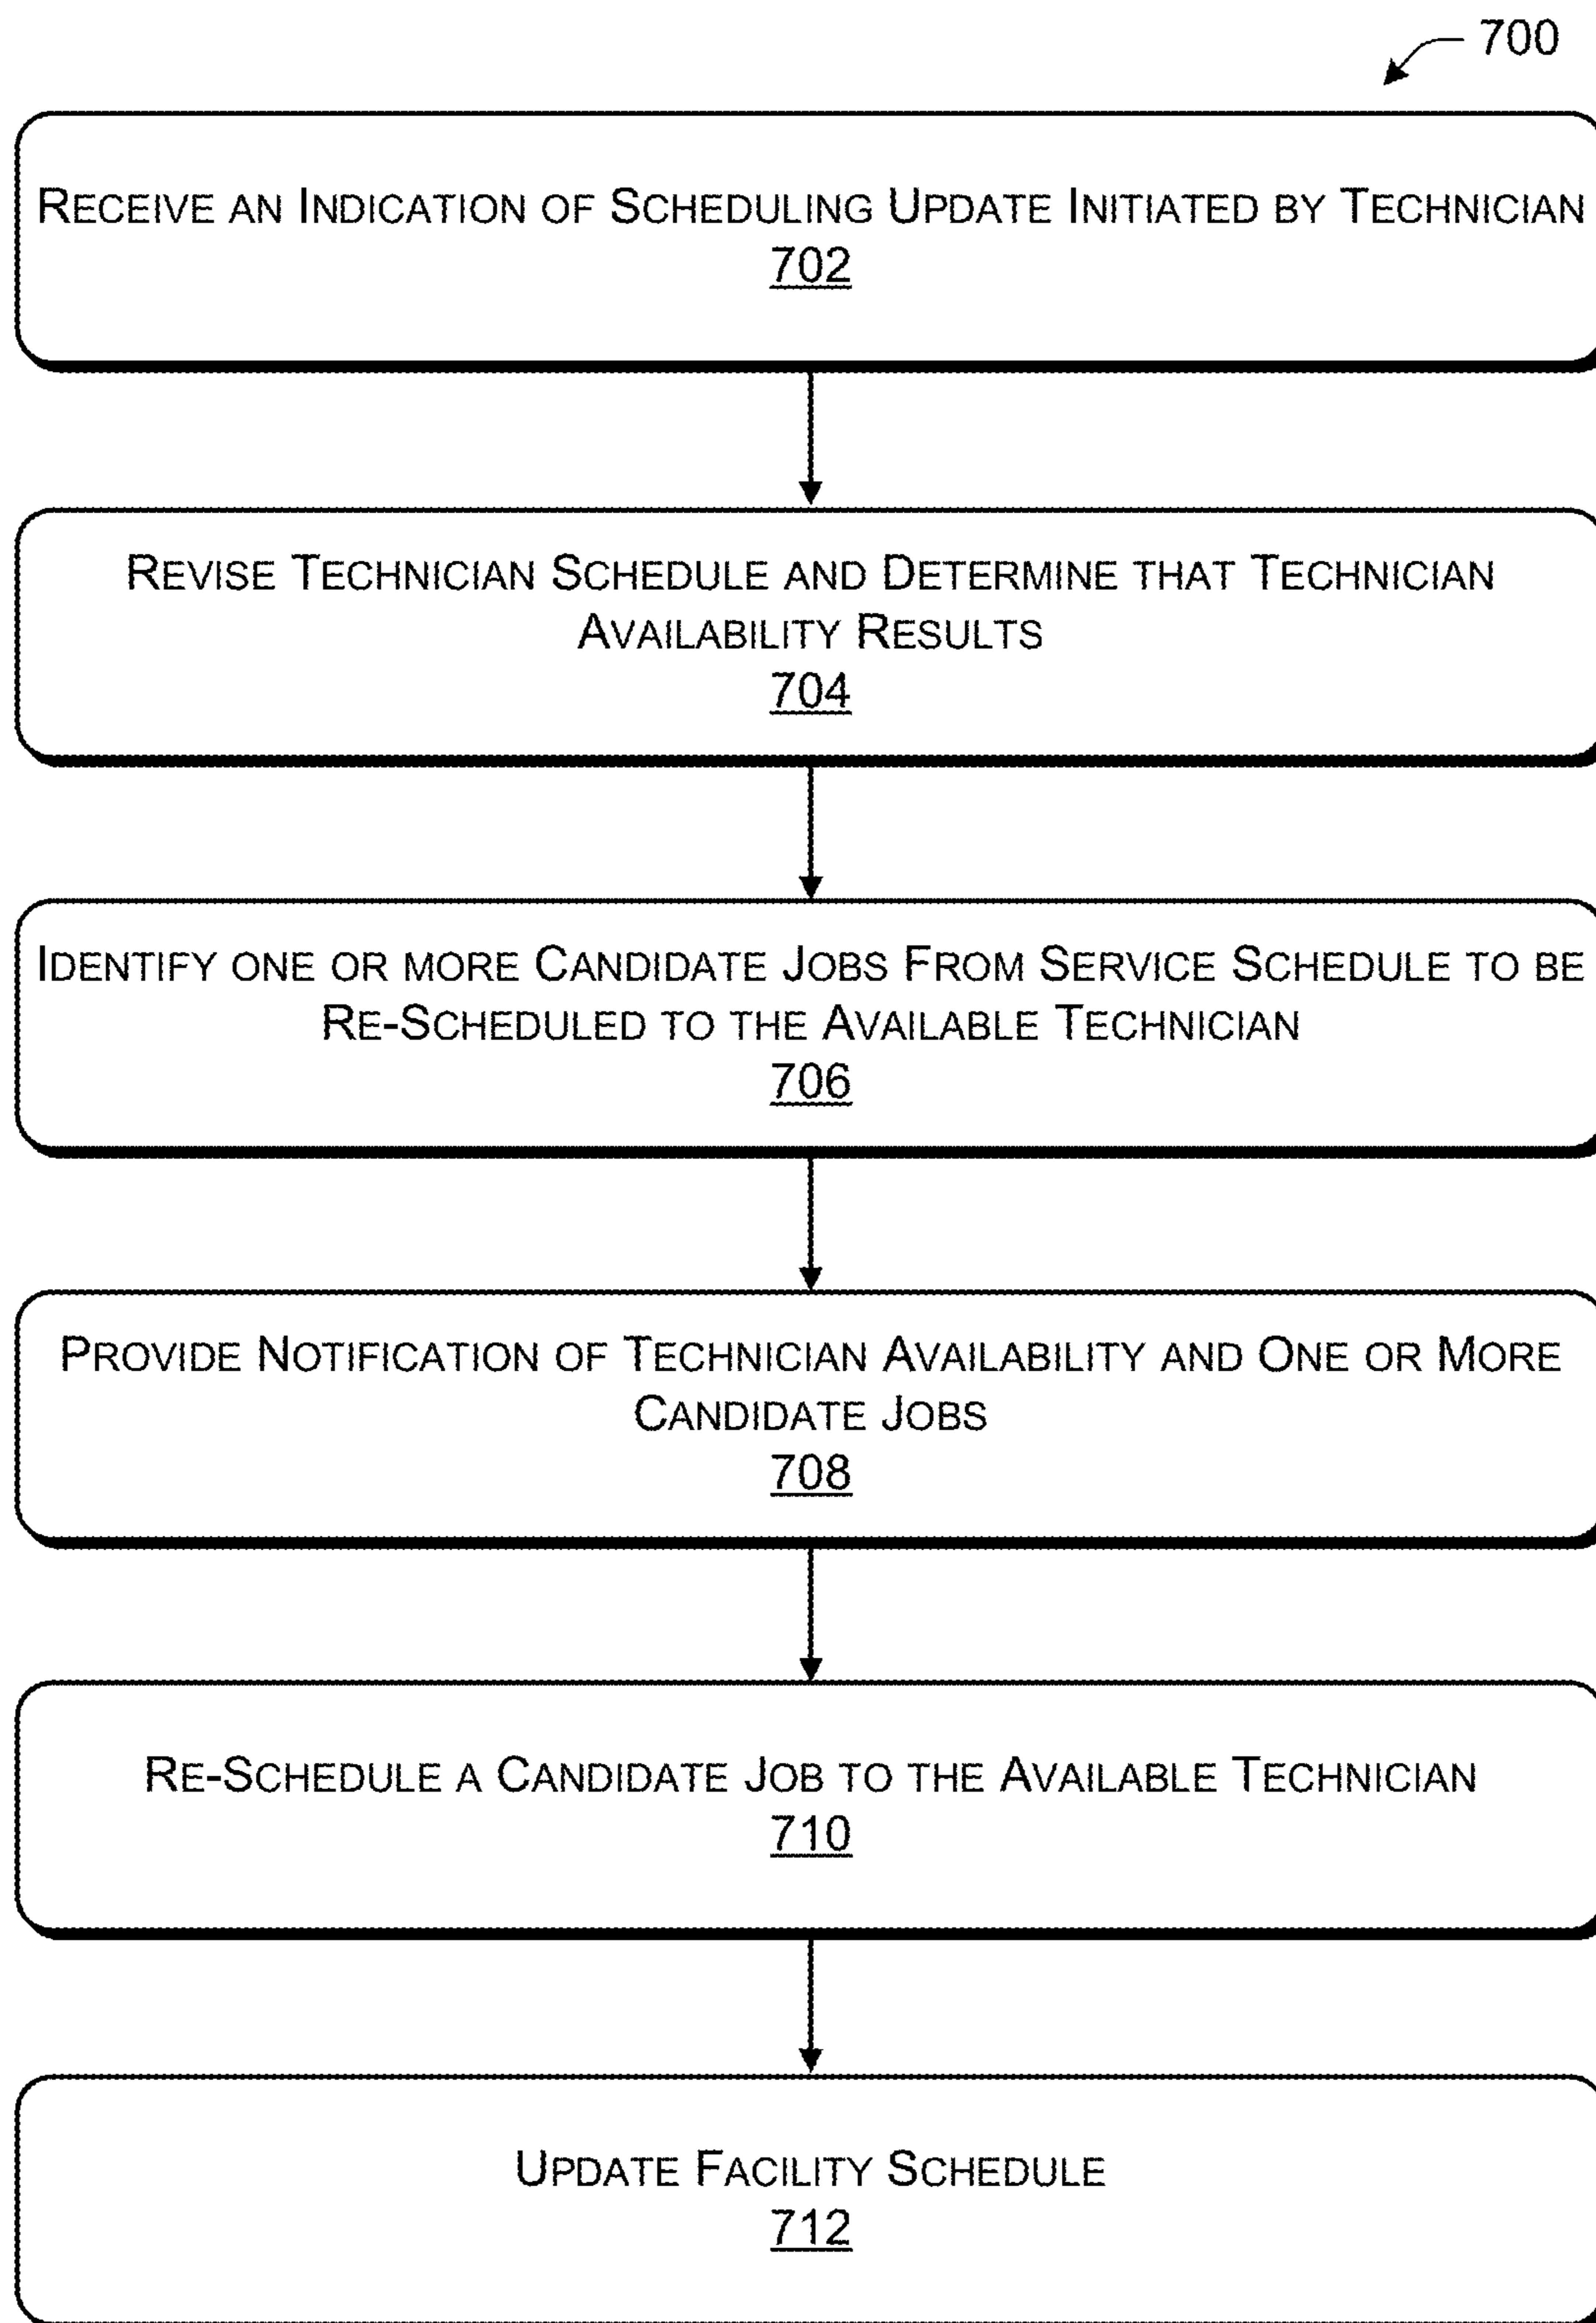 700
RECEIVE AN INDICATION OF SCHEDULING UPDATE INITIATED BY TECHNICIAN
702
REVISE TECHNICIAN SCHEDULE AND DETERMINE THAT TECHNICIAN
AVAILABILITY RESULTS
704
IDENTIFY ONE OR MORE CANDIDATE JOBS FROM SERVICE SCHEDULE TO BE
RE-SCHEDULED TO THE AVAILABLE TECHNICIAN
706
PROVIDE NOTIFICATION OF TECHNICIAN AVAILABILITY AND ONE OR MORE
CANDIDATE JOBS
708
RE-SCHEDULE A CANDIDATE JOB TO THE AVAILABLE TECHNICIAN
710
UPDATE FACILITY SCHEDULE
712